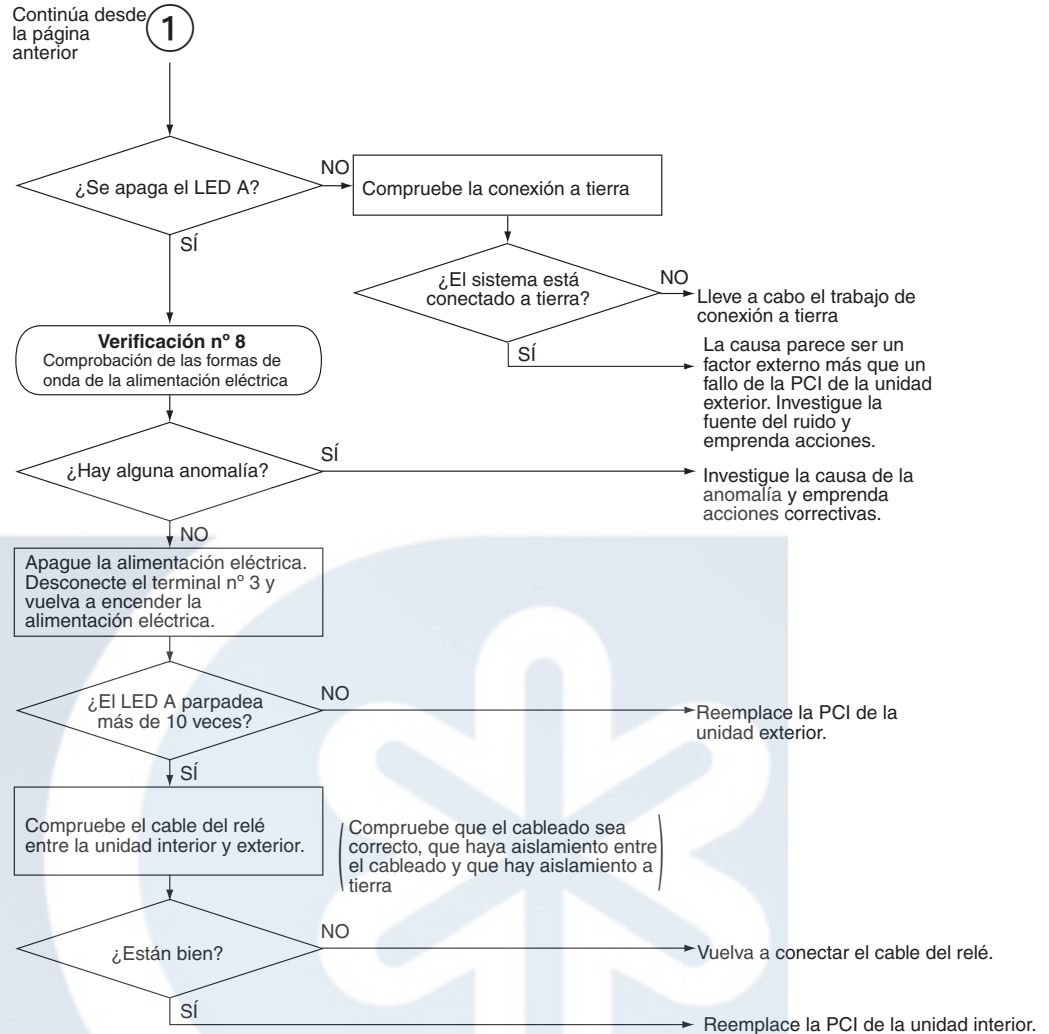 Continúa desde
la página
anterior
1
¿Se apaga el LED A?
NO
Compruebe la conexión a tierra
SÍ
¿El sistema está
conectado a tierra?
NO
Lleve a cabo el trabajo de
conexión a tierra
SÍ
La causa parece ser un
factor externo más que un
fallo de la PCI de la unidad
exterior. Investigue la
fuente del ruido y
emprenda acciones.
Verificación nº 8
Comprobación de las formas de
onda de la alimentación eléctrica
¿Hay alguna anomalía?
SÍ
Investigue la causa de la
anomalía y emprenda
acciones correctivas.
NO
Apague la alimentación eléctrica.
Desconecte el terminal nº 3 y
vuelva a encender la
alimentación eléctrica.
¿El LED A parpadea
más de 10 veces?
NO
Reemplace la PCI de la
unidad exterior.
SÍ
Compruebe el cable del relé
entre la unidad interior y exterior.
Compruebe que el cableado sea
correcto, que haya aislamiento entre
el cableado y que hay aislamiento a
tierra
¿Están bien?
NO
Vuelva a conectar el cable del relé.
SÍ
Reemplace la PCI de la unidad interior.